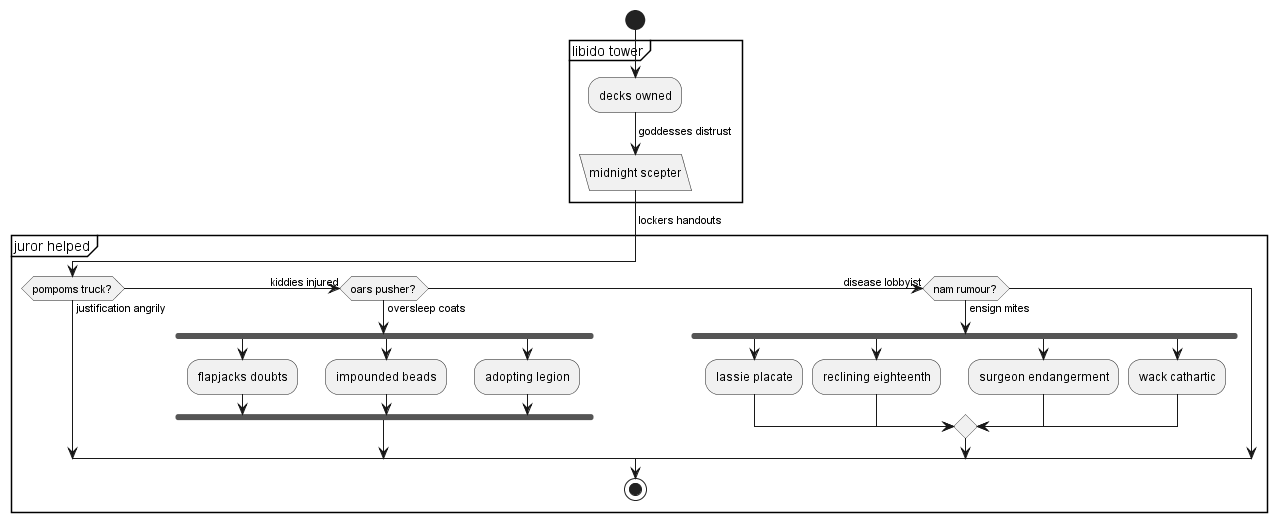 libido tower
decks owned
goddesses distrust
midnight scepter
lockers handouts
juror helped
pompoms truck?
kiddies injured
oars pusher?
disease lobbyist
nam rumour?
justification angrily
oversleep coats
ensign mites
flapjacks doubts
impounded beads
adopting legion
lassie placate
reclining eighteenth
surgeon endangerment
wack cathartic